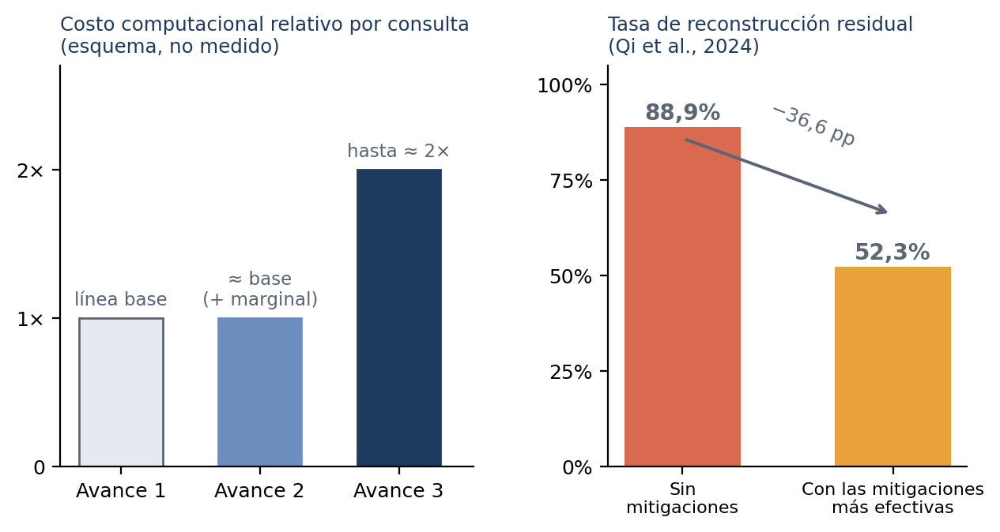 Costo computacional relativo por consulta
(esquema, no medido)
2×
1×
0
línea base
≈ base
(+ marginal)
hasta ≈ 2×
Avance 1
Avance 2
Avance 3
Tasa de reconstrucción residual
(Qi et al., 2024)
100%
75%
50%
25%
0%
88,9%
−36,6 pp
52,3%
Sin
mitigaciones
Con las mitigaciones
más efectivas